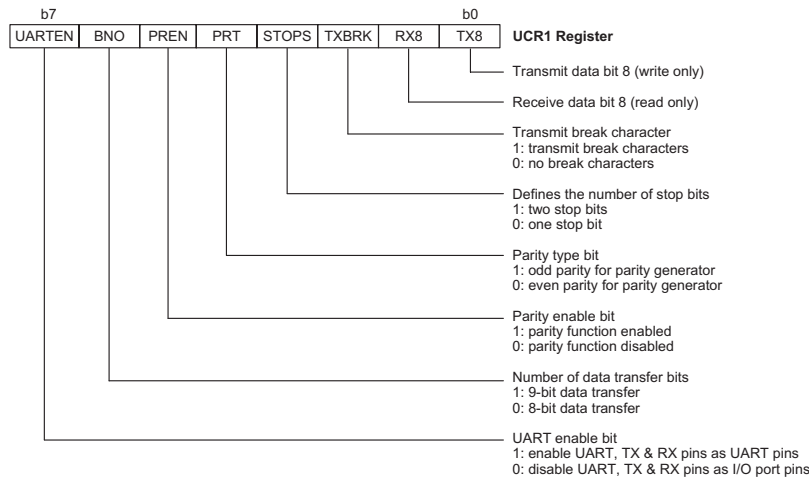 b7 b0
UARTEN BNO PREN PRT STOPS TXBRK RX8 TX8 UCR1 Register
Transmit data bit 8 (write only)
Receive data bit 8 (read only)
Transmit break character
1: transmit break characters
0: no break characters
Defines the number of stop bits
1: two stop bits
0: one stop bit
Parity type bit
1: odd parity for parity generator
0: even parity for parity generator
Parity enable bit
1: parity function enabled
0: parity function disabled
Number of data transfer bits
1: 9-bit data transfer
0: 8-bit data transfer
UART enable bit
1: enable UART, TX & RX pins as UART pins
0: disable UART, TX & RX pins as I/O port pins